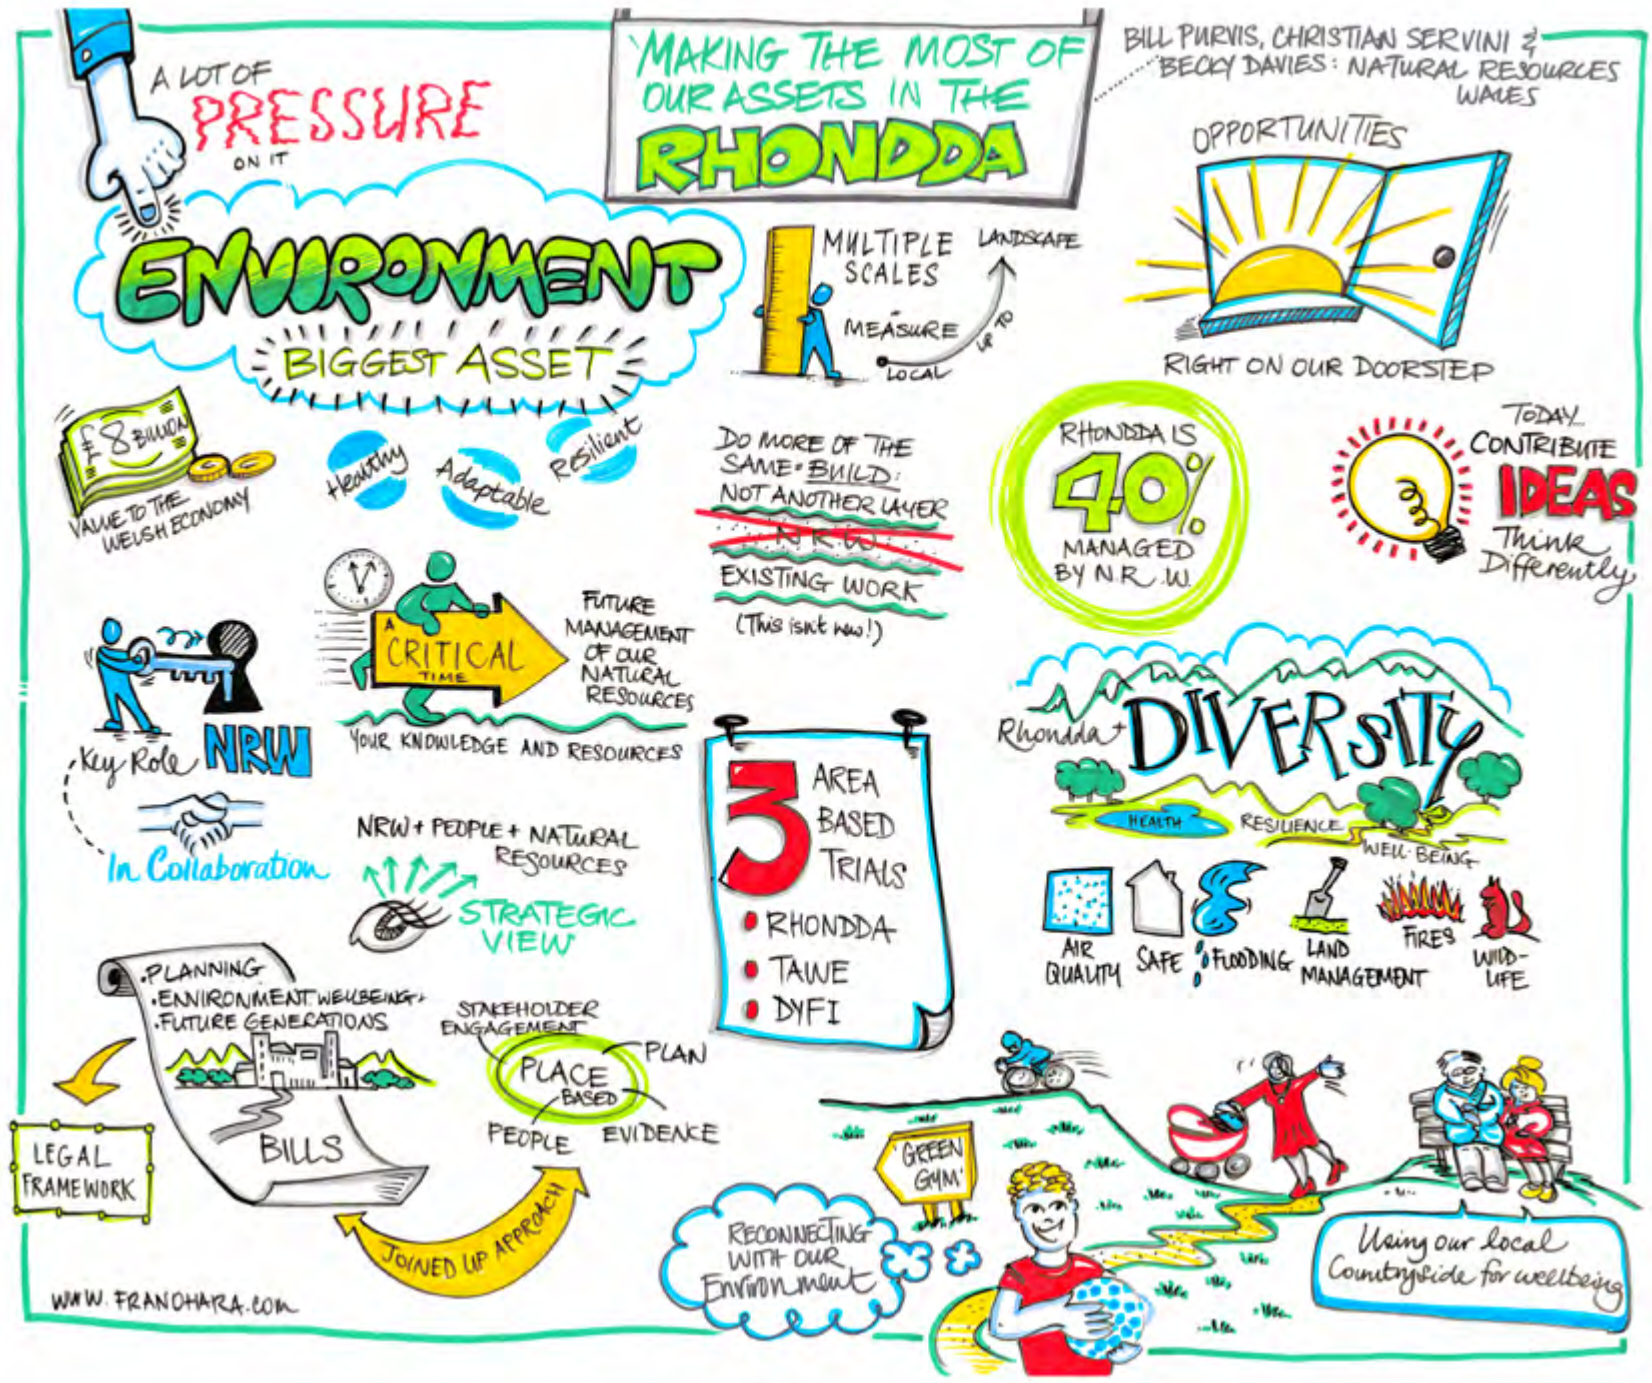 A LOT OF
PRESSURE
ON IT
'MAKING THE MOST OF
OUR ASSETS IN THE
RHONDDA
BILL PURVIS, CHRISTIAN SERVINI &
BECKY DAVIES: NATURAL RESOURCES
WALES
ENVIRONMENT
BIGGEST ASSET
MULTIPLE
SCALES
LANDSCAPE
MEASURE
UP TO
LOCAL
OPPORTUNITIES
RIGHT ON OUR DOORSTEP
£8 BILLION
VALUE TO THE
WELSH ECONOMY
Healthy
Adaptable
Resilient
DO MORE OF THE
SAME • BUILD:
NOT ANOTHER LAYER
N R W
EXISTING WORK
(This isn't new!)
RHONDDA IS
40%
MANAGED
BY N.R.W.
TODAY...
CONTRIBUTE
IDEAS
Think
Differently
A
CRITICAL
TIME
FUTURE
MANAGEMENT
OF OUR
NATURAL
RESOURCES
YOUR KNOWLEDGE AND RESOURCES
Key Role NRW
In Collaboration
NRW + PEOPLE + NATURAL
RESOURCES
STRATEGIC
VIEW
3 AREA
BASED
TRIALS
• RHONDDA
• TAWE
• DYFI
Rhondda +
DIVERSITY
HEALTH
RESILIENCE
WELL-BEING
AIR
QUALITY
SAFE
FLOODING
LAND
MANAGEMENT
FIRES
WILD-
LIFE
• PLANNING
• ENVIRONMENT WELLBEING +
• FUTURE GENERATIONS
BILLS
LEGAL
FRAMEWORK
STAKEHOLDER
ENGAGEMENT
PLAN
PLACE
BASED
PEOPLE
EVIDENCE
JOINED UP APPROACH
'GREEN
GYM'
RECONNECTING
WITH OUR
Environment
Using our local
Countryside for wellbeing
WWW.FRANOHARA.COM